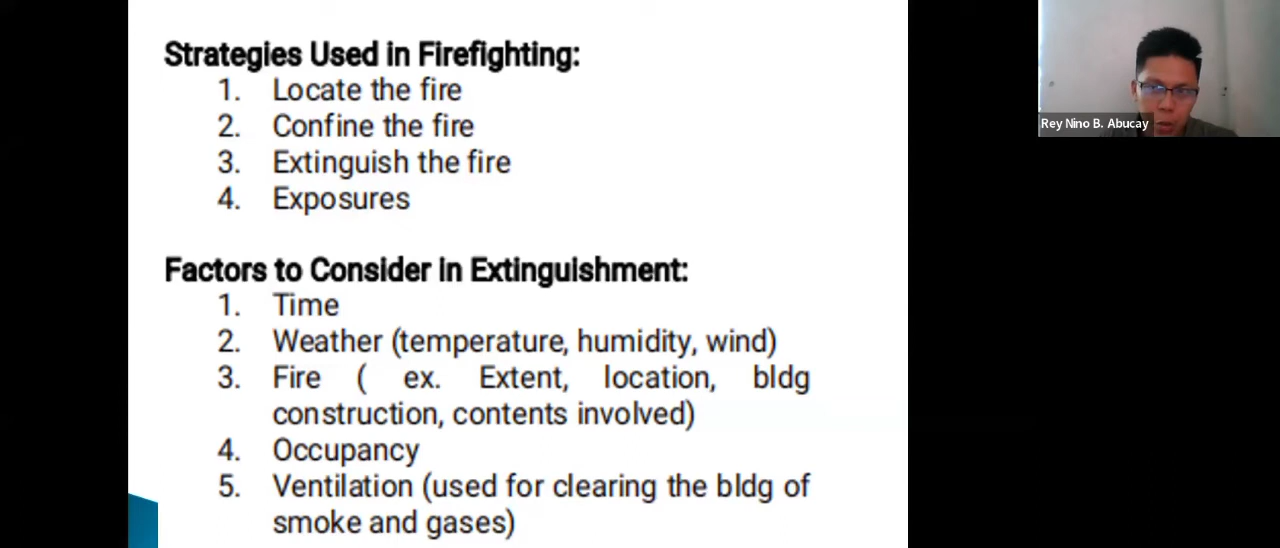 Strategies Used in Firefighting:
1. Locate the fire
2. Confine the fire
3. Extinguish the fire
4. Exposures
Factors to Consider in Extinguishment:
1. Time
2. Weather (temperature, humidity, wind)
3. Fire ( ex. Extent, location, bldg
construction, contents involved)
4. Occupancy
5. Ventilation (used for clearing the bldg of
smoke and gases)
Rey Nino B. Abucay